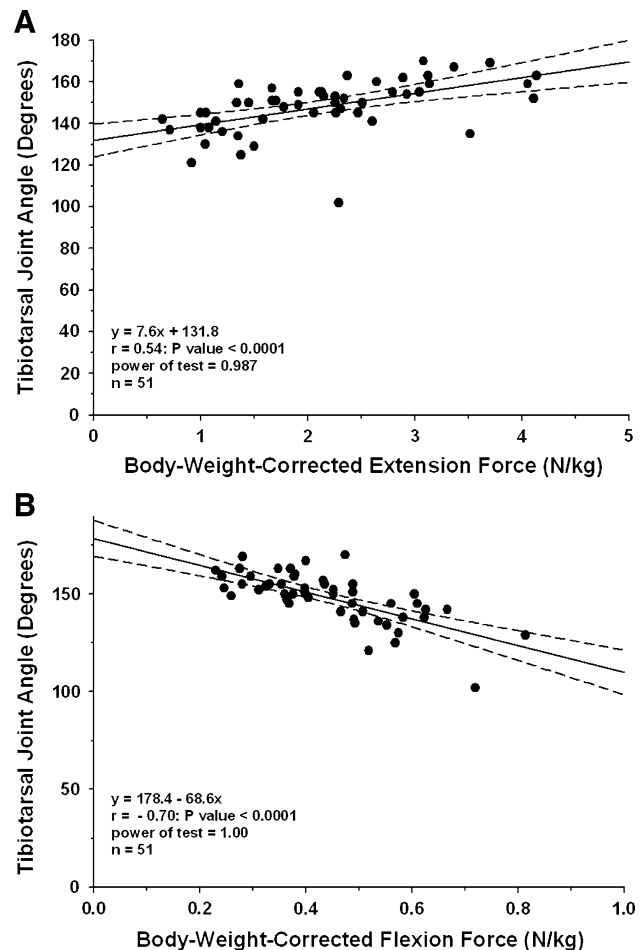 A
180
160
140
120
100
80
60
40
20
0
Tibiotarsal Joint Angle (Degrees)
y = 7.6x + 131.8
r = 0.54: P value < 0.0001
power of test = 0.987
n = 51
0 1 2 3 4 5
Body-Weight-Corrected Extension Force (N/kg)
B
150
100
50
0
Tibiotarsal Joint Angle (Degrees)
y = 178.4 - 68.6x
r = - 0.70: P value < 0.0001
power of test = 1.00
n = 51
0.0 0.2 0.4 0.6 0.8 1.0
Body-Weight-Corrected Flexion Force (N/kg)